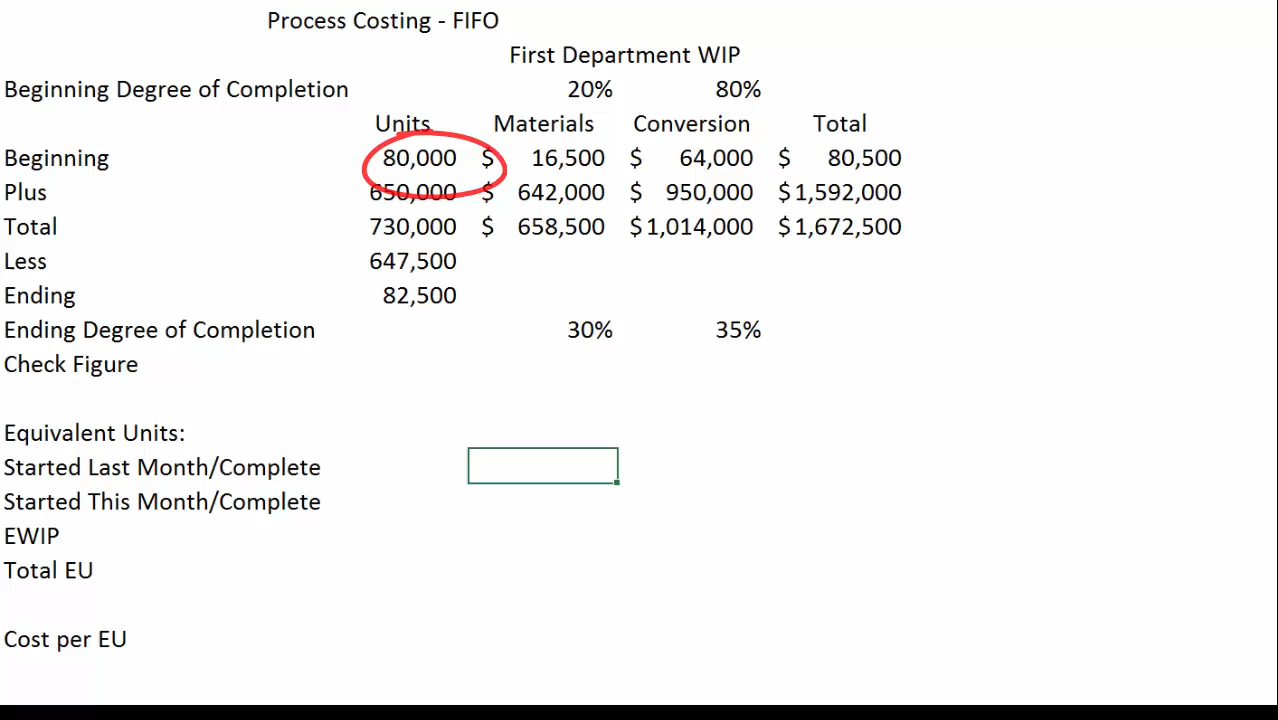 Process Costing - FIFO
First Department WIP
Beginning Degree of Completion 20% 80%
Units Materials Conversion Total
Beginning 80,000 $ 16,500 $ 64,000 $ 80,500
Plus 650,000 $ 642,000 $ 950,000 $1,592,000
Total 730,000 $ 658,500 $1,014,000 $1,672,500
Less 647,500
Ending 82,500
Ending Degree of Completion 30% 35%
Check Figure
Equivalent Units:
Started Last Month/Complete
Started This Month/Complete
EWIP
Total EU
Cost per EU